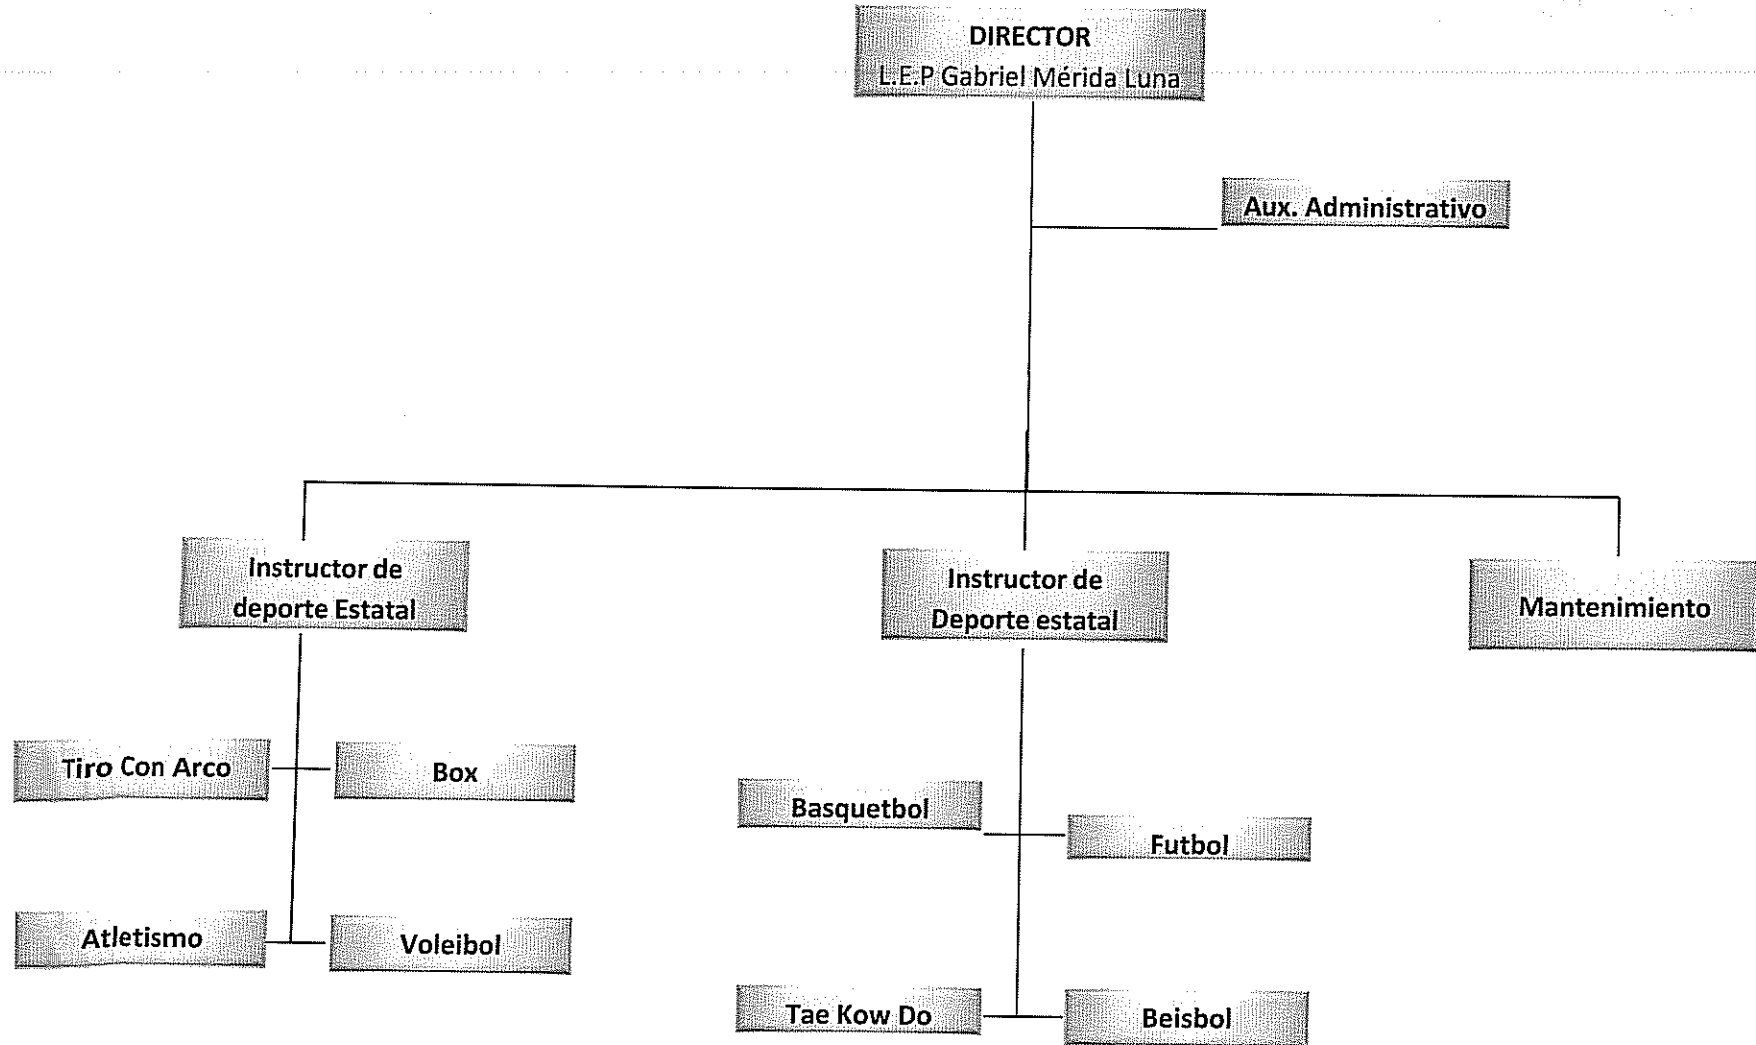 DIRECTOR
L.E.P Gabriel Mérida Luna
Aux. Administrativo
Instructor de
deporte Estatal
Instructor de
Deporte estatal
Mantenimiento
Tiro Con Arco
Box
Basquetbol
Futbol
Atletismo
Voleibol
Tae Kow Do
Beisbol